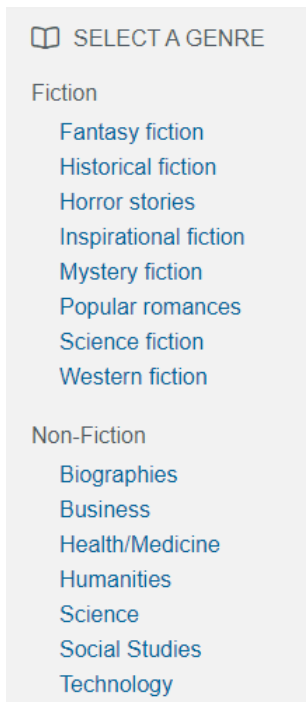 SELECT A GENRE
Fiction
Fantasy fiction
Historical fiction
Horror stories
Inspirational fiction
Mystery fiction
Popular romances
Science fiction
Western fiction
Non-Fiction
Biographies
Business
Health/Medicine
Humanities
Science
Social Studies
Technology